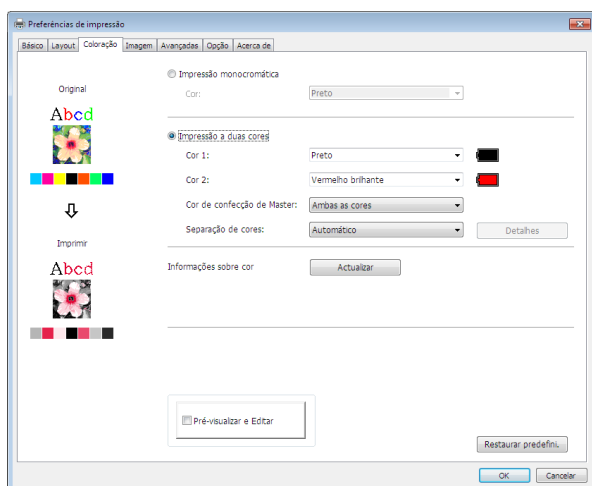 Preferências de impressão
Básico Layout Coloração Imagem Avançadas Opção Acerca de
Original
Abcd
Imprimir
Abcd
Impressão monocromática
Cor: Preto
Impressão a duas cores
Cor 1: Preto
Cor 2: Vermelho brilhante
Cor de confecção de Master: Ambas as cores
Separação de cores: Automático Detalhes
Informações sobre cor Actualizar
Pré-visualizar e Editar
Restaurar predefini.
OK Cancelar